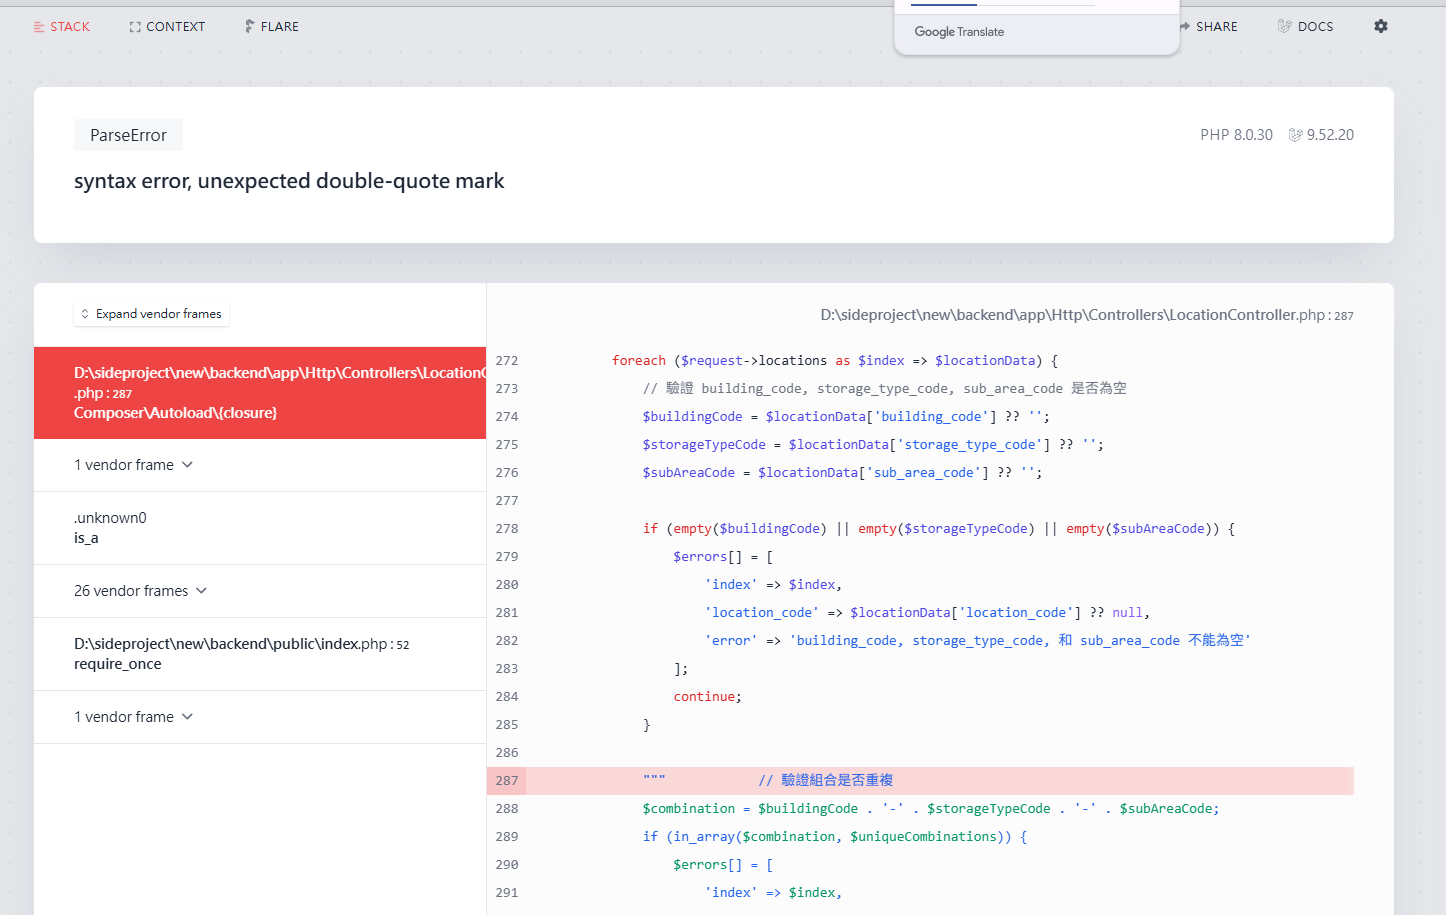 STACK
CONTEXT
FLARE
Google Translate
SHARE
DOCS
ParseError
PHP 8.0.30
9.52.20
syntax error, unexpected double-quote mark
Expand vendor frames
D:\sideproject\new\backend\app\Http\Controllers\LocationC
.php : 287
Composer\Autoload\{closure}
1 vendor frame
.unknown0
is_a
26 vendor frames
D:\sideproject\new\backend\public\index.php : 52
require_once
1 vendor frame
D:\sideproject\new\backend\app\Http\Controllers\LocationController.php : 287
272 foreach ($request->locations as $index => $locationData) {
273 // 驗證 building_code, storage_type_code, sub_area_code 是否為空
274 $buildingCode = $locationData['building_code'] ?? '';
275 $storageTypeCode = $locationData['storage_type_code'] ?? '';
276 $subAreaCode = $locationData['sub_area_code'] ?? '';
277
278 if (empty($buildingCode) || empty($storageTypeCode) || empty($subAreaCode)) {
279 $errors[] = [
280 'index' => $index,
281 'location_code' => $locationData['location_code'] ?? null,
282 'error' => 'building_code, storage_type_code, 和 sub_area_code 不能為空'
283 ];
284 continue;
285 }
286
287 """ // 驗證組合是否重複
288 $combination = $buildingCode . '-' . $storageTypeCode . '-' . $subAreaCode;
289 if (in_array($combination, $uniqueCombinations)) {
290 $errors[] = [
291 'index' => $index,